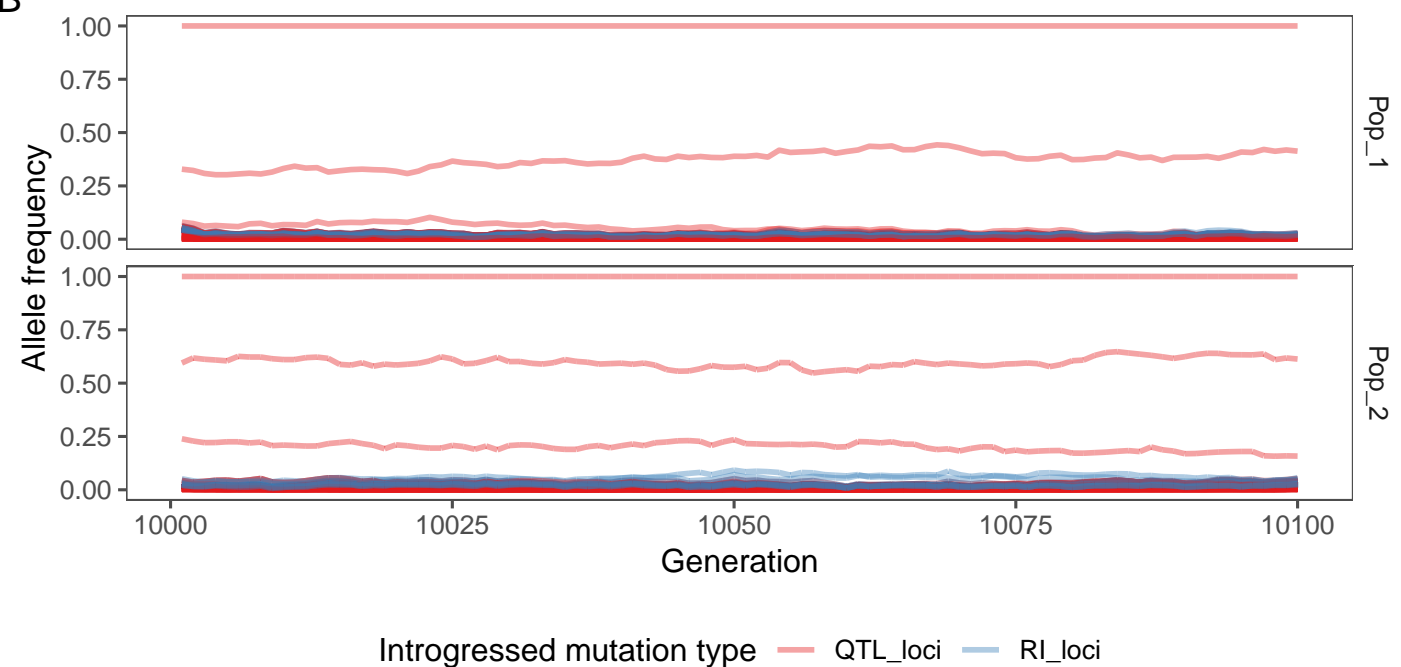 B
Allele frequency
1.00
0.75
0.50
0.25
0.00
Pop_1
1.00
0.75
0.50
0.25
0.00
Pop_2
10000 10025 10050 10075 10100
Generation
Introgressed mutation type QTL_loci RI_loci